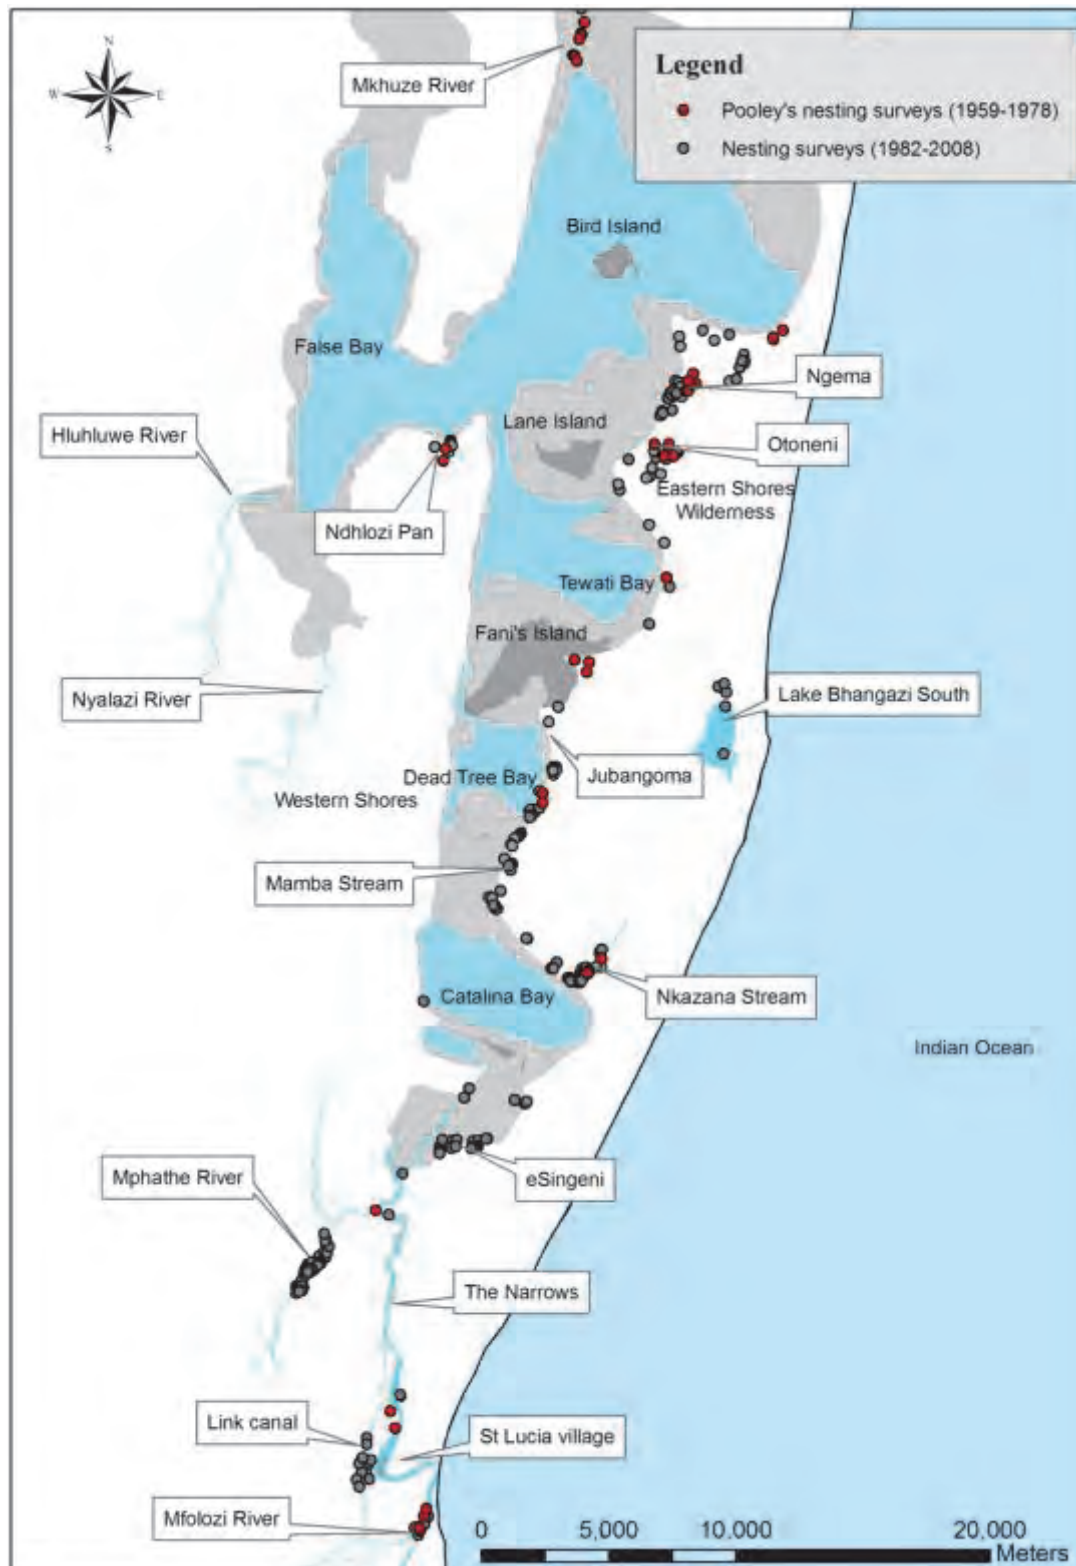 N
W
E
S
Legend
Pooley's nesting surveys (1959-1978)
Nesting surveys (1982-2008)
Mkhuze River
Bird Island
False Bay
Ngema
Lane Island
Hluhluwe River
Otoneni
Eastern Shores
Wilderness
Ndhlozi Pan
Tewati Bay
Fani's Island
Nyalazi River
Lake Bhangazi South
Dead Tree Bay
Jubangoma
Western Shores
Mamba Stream
Catalina Bay
Nkazana Stream
Indian Ocean
Mphathe River
eSingeni
The Narrows
Link canal
St Lucia village
Mfolozi River
0 5,000 10,000 20,000
Meters